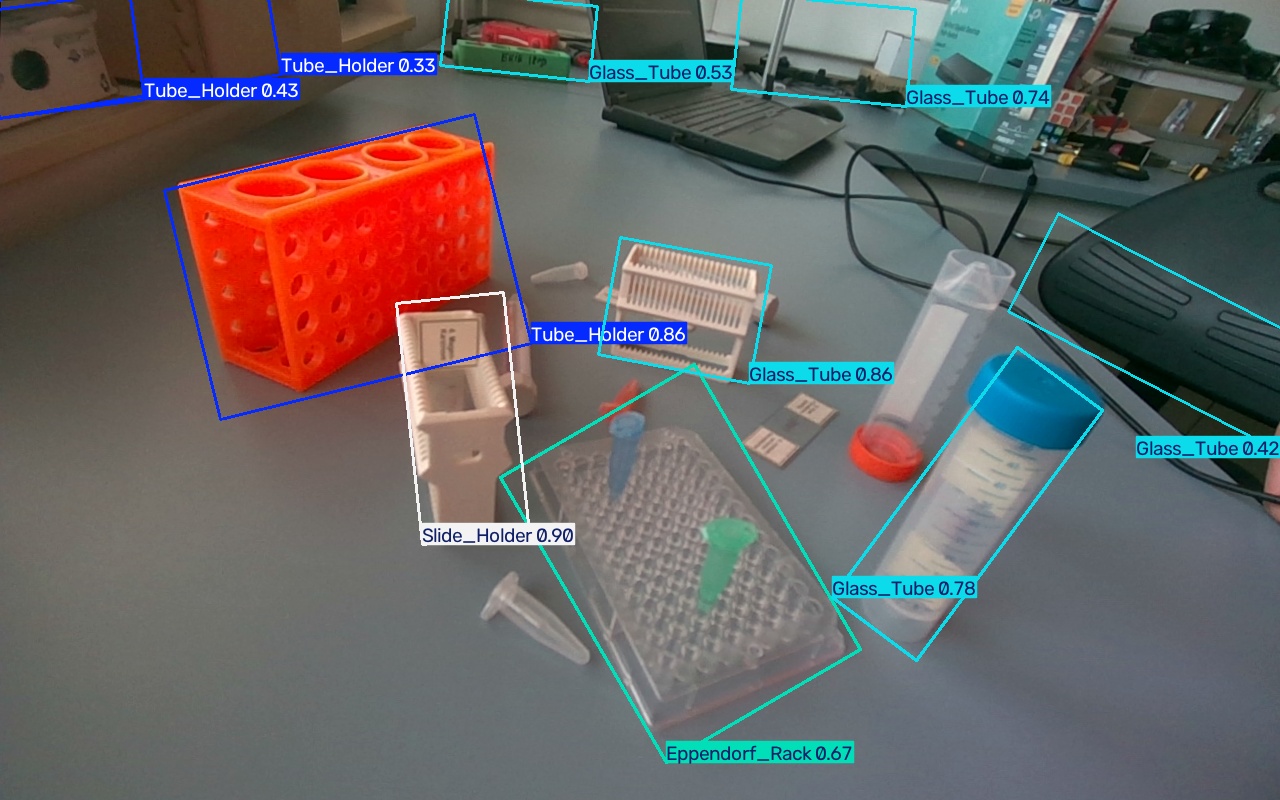 Tube_Holder 0.33
Glass_Tube 0.53
Tube_Holder 0.43
Glass_Tube 0.74
Tube_Holder 0.86
Glass_Tube 0.86
Glass_Tube 0.42
Slide_Holder 0.90
Glass_Tube 0.78
Eppendorf_Rack 0.67